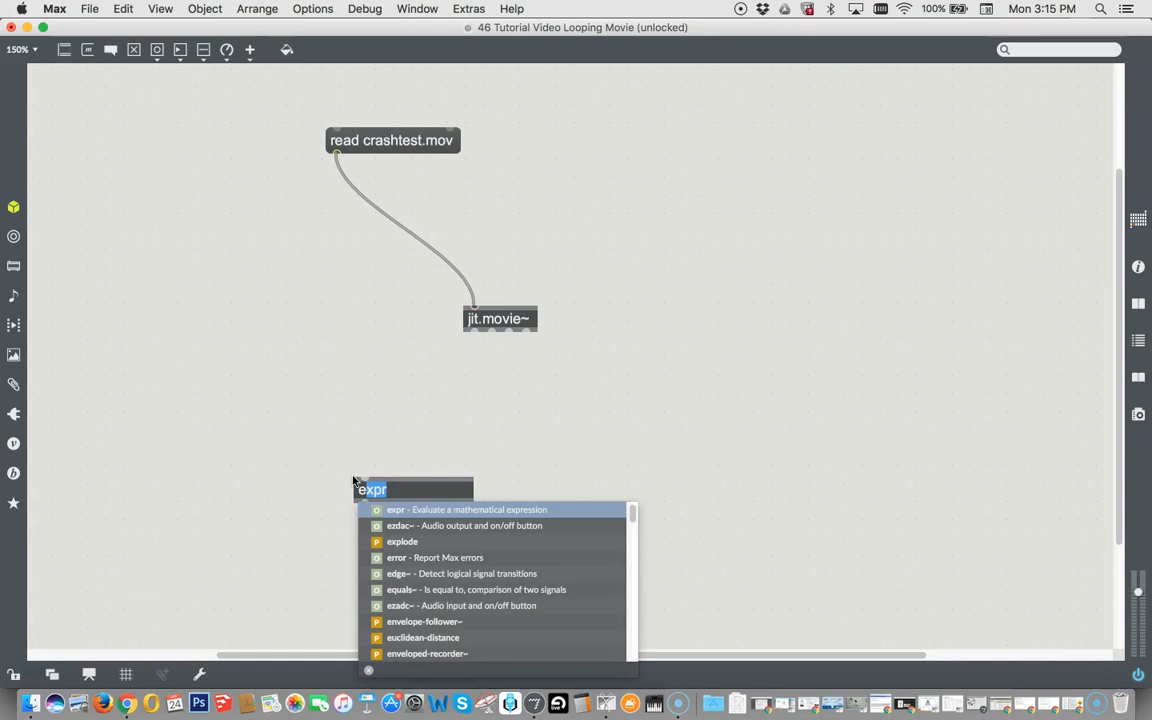 Max File Edit View Object Arrange Options Debug Window Extras Help 100% Mon 3:15 PM
46 Tutorial Video Looping Movie (unlocked)
150%
read crashtest.mov
jit.movie~
expr
expr - Evaluate a mathematical expression
ezdac~ - Audio output and on/off button
explode
error - Report Max errors
edge~ - Detect logical signal transitions
equals~ - Is equal to, comparison of two signals
ezadc~ - Audio input and on/off button
envelope-follower~
euclidean-distance
enveloped-recorder~